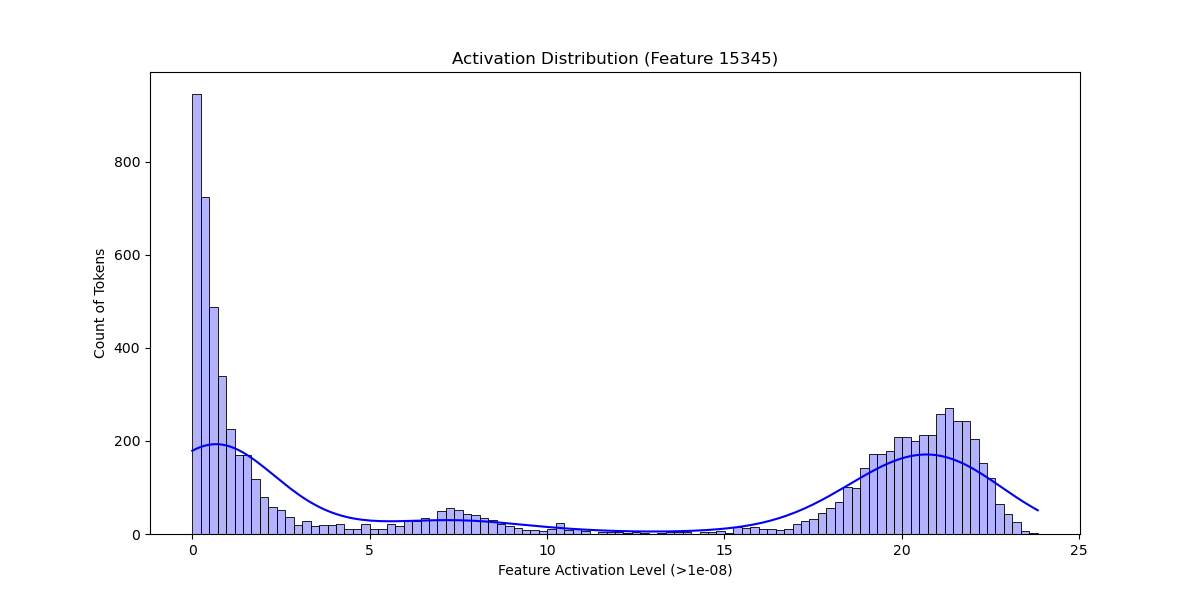 Activation Distribution (Feature 15345)
Count of Tokens
800
600
400
200
0
0 5 10 15 20 25
Feature Activation Level (>1e-08)